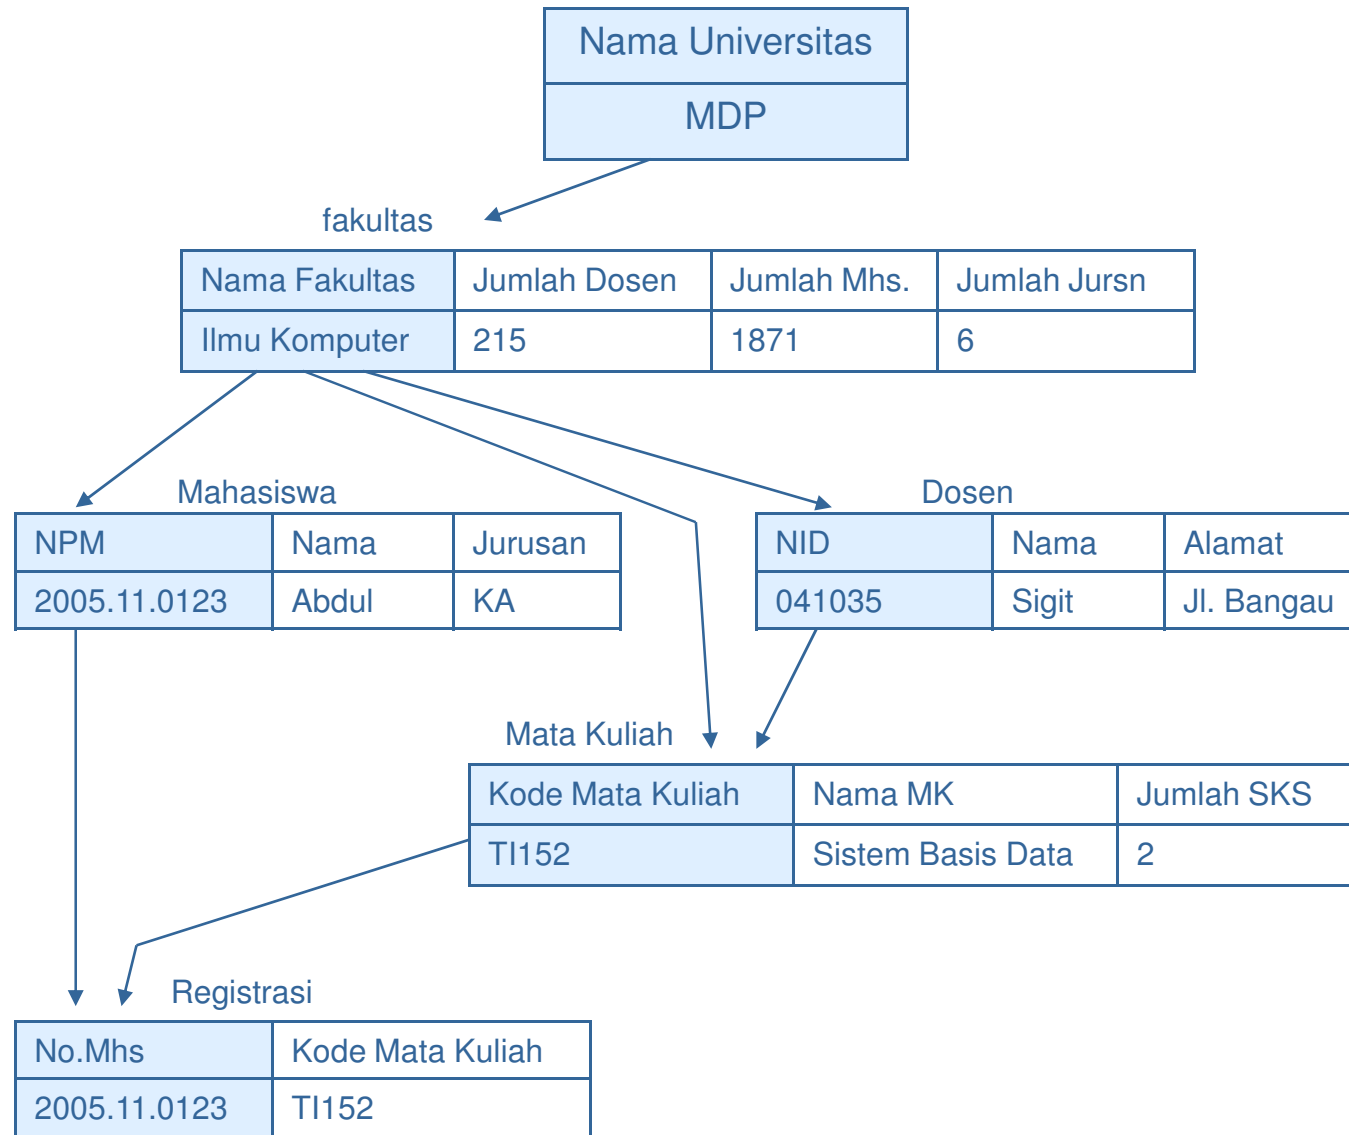 Nama Universitas
MDP
fakultas
Nama Fakultas Jumlah Dosen Jumlah Mhs. Jumlah Jursn
Ilmu Komputer 215 1871 6
Mahasiswa
NPM Nama Jurusan
2005.11.0123 Abdul KA
Dosen
NID Nama Alamat
041035 Sigit Jl. Bangau
Mata Kuliah
Kode Mata Kuliah Nama MK Jumlah SKS
TI152 Sistem Basis Data 2
Registrasi
No.Mhs Kode Mata Kuliah
2005.11.0123 TI152